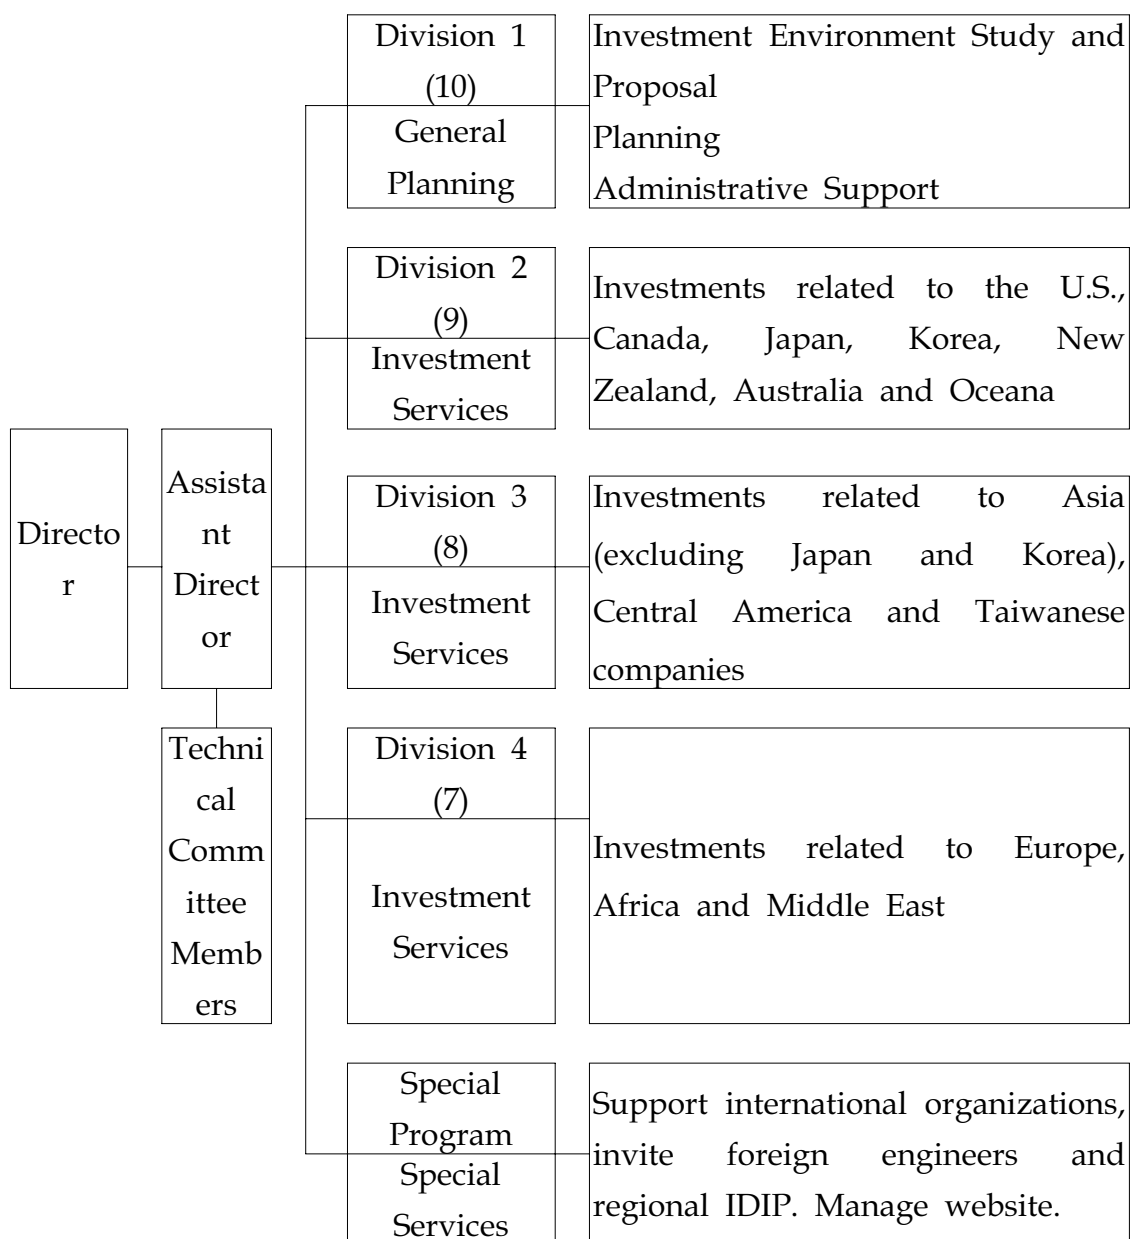 Division 1
(10)
General
Planning
Investment Environment Study and
Proposal
Planning
Administrative Support
Division 2
(9)
Investment
Services
Investments related to the U.S.,
Canada, Japan, Korea, New
Zealand, Australia and Oceana
Directo
r
Assista
nt
Direct
or
Division 3
(8)
Investment
Services
Investments related to Asia
(excluding Japan and Korea),
Central America and Taiwanese
companies
Techni
cal
Comm
ittee
Memb
ers
Division 4
(7)
Investment
Services
Investments related to Europe,
Africa and Middle East
Special
Program
Special
Services
Support international organizations,
invite foreign engineers and
regional IDIP. Manage website.